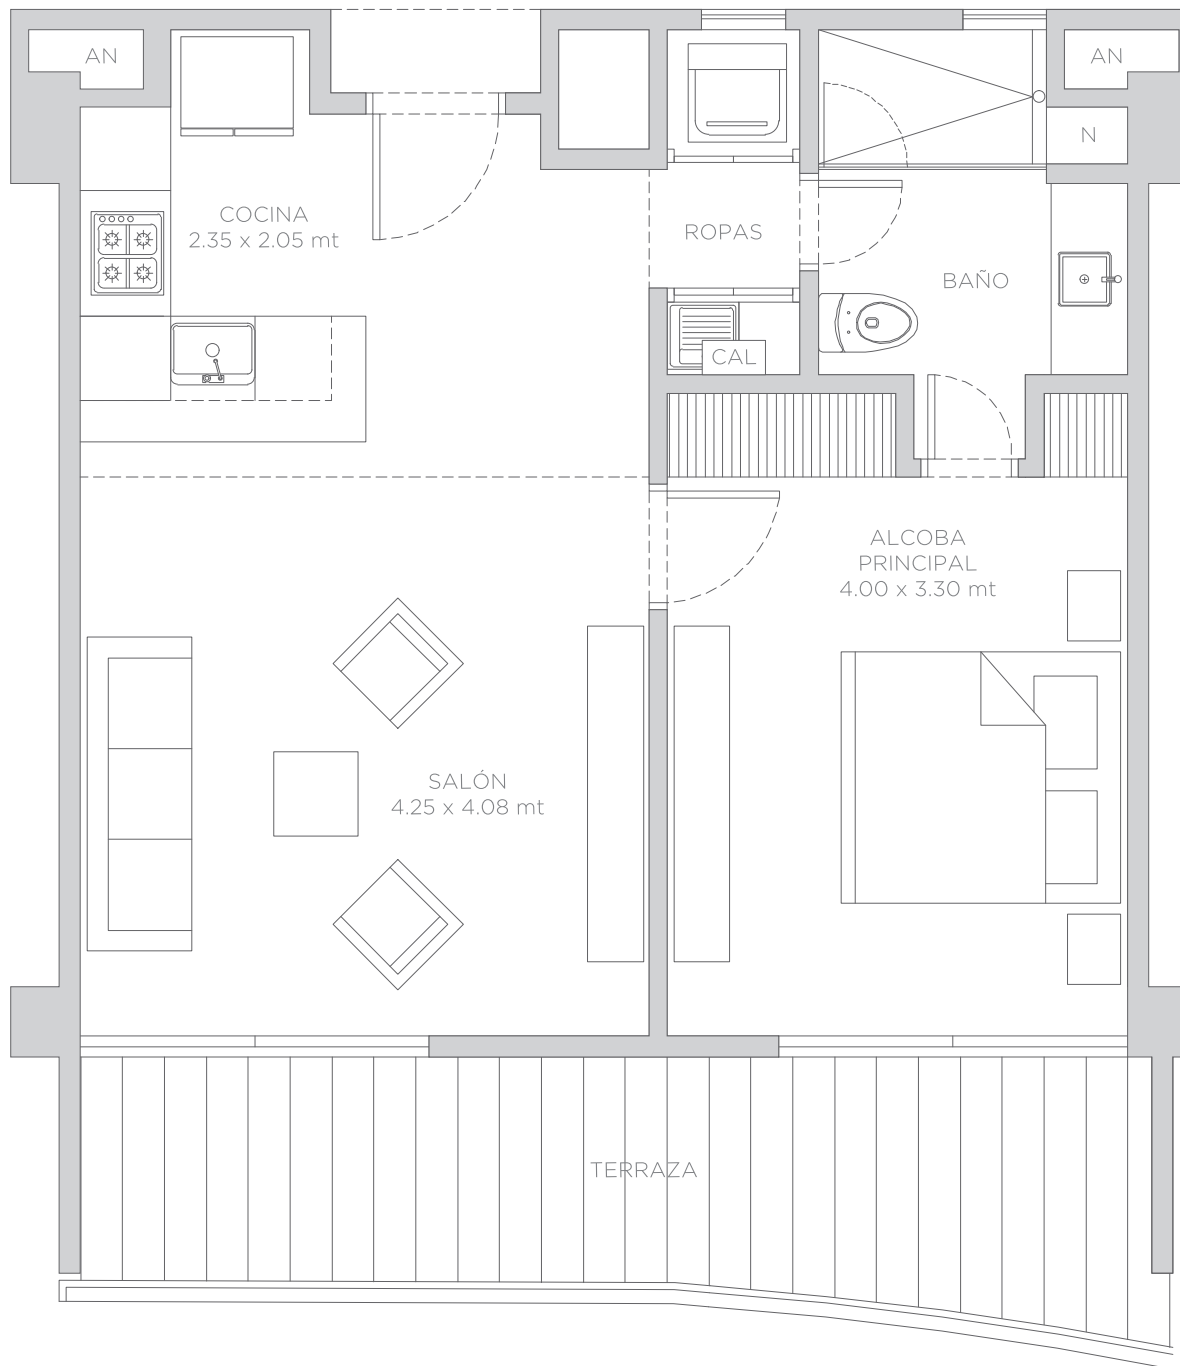 AN
AN
N
COCINA
2.35 x 2.05 mt
ROPAS
BAÑO
CAL
ALCOBA
PRINCIPAL
4.00 x 3.30 mt
SALÓN
4.25 x 4.08 mt
TERRAZA